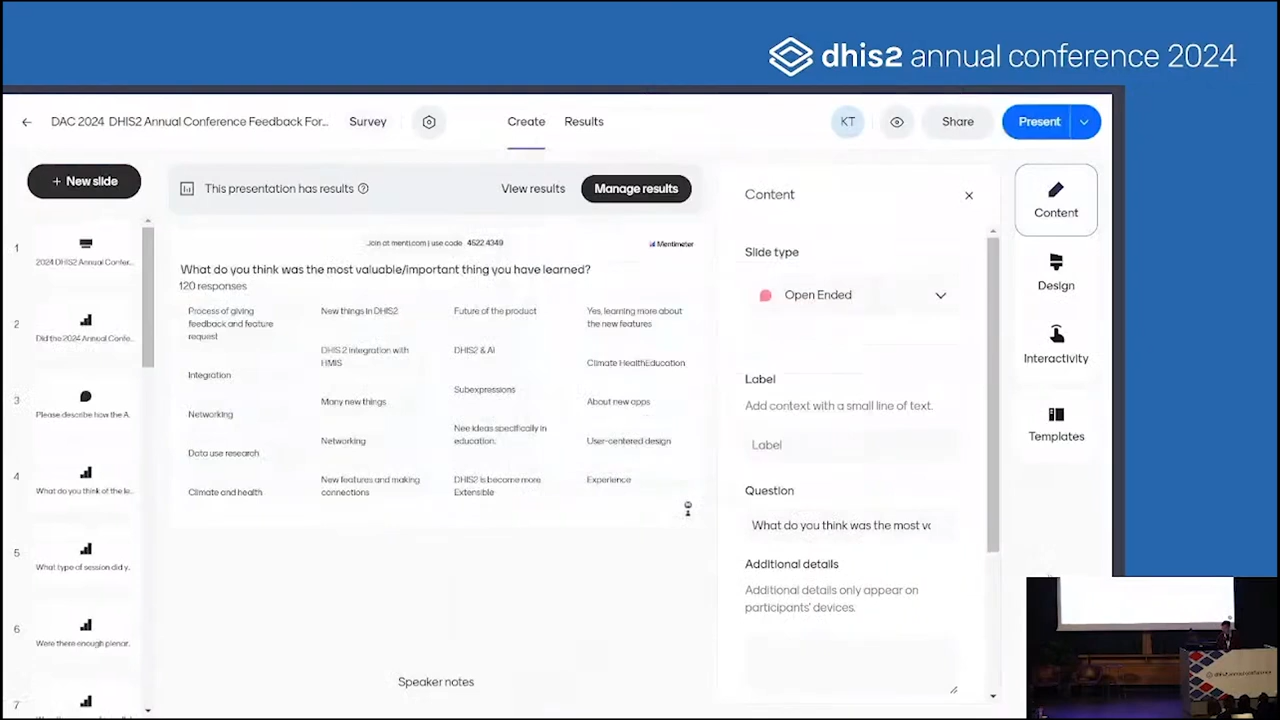 dhis2 annual conference 2024
DAC 2024 DHIS2 Annual Conference Feedback For...
Survey
Create
Results
KT
Share
Present
+ New slide
This presentation has results
View results
Manage results
Content
Content
Design
Interactivity
Templates
1
2024 DHIS2 Annual Confer...
2
Did the 2024 Annual Confe...
3
Please describe how the A...
4
What do you think of the le...
5
What type of session did y...
6
Were there enough plenar...
7
Join at menti.com | use code 4522 4349
Mentimeter
What do you think was the most valuable/important thing you have learned?
120 responses
Process of giving
feedback and feature
request
Integration
Networking
Data use research
Climate and health
New things in DHIS2
DHIS 2 integration with
HMIS
Many new things
Networking
New features and making
connections
Future of the product
DHIS2 & AI
Subexpressions
Nee ideas specifically in
education.
DHIS2 is become more
Extensible
Yes, learning more about
the new features
Climate HealthEducation
About new apps
User-centered design
Experience
Speaker notes
Slide type
Open Ended
Label
Add context with a small line of text.
Label
Question
What do you think was the most vc
Additional details
Additional details only appear on
participants' devices.
dhis2 annual conference